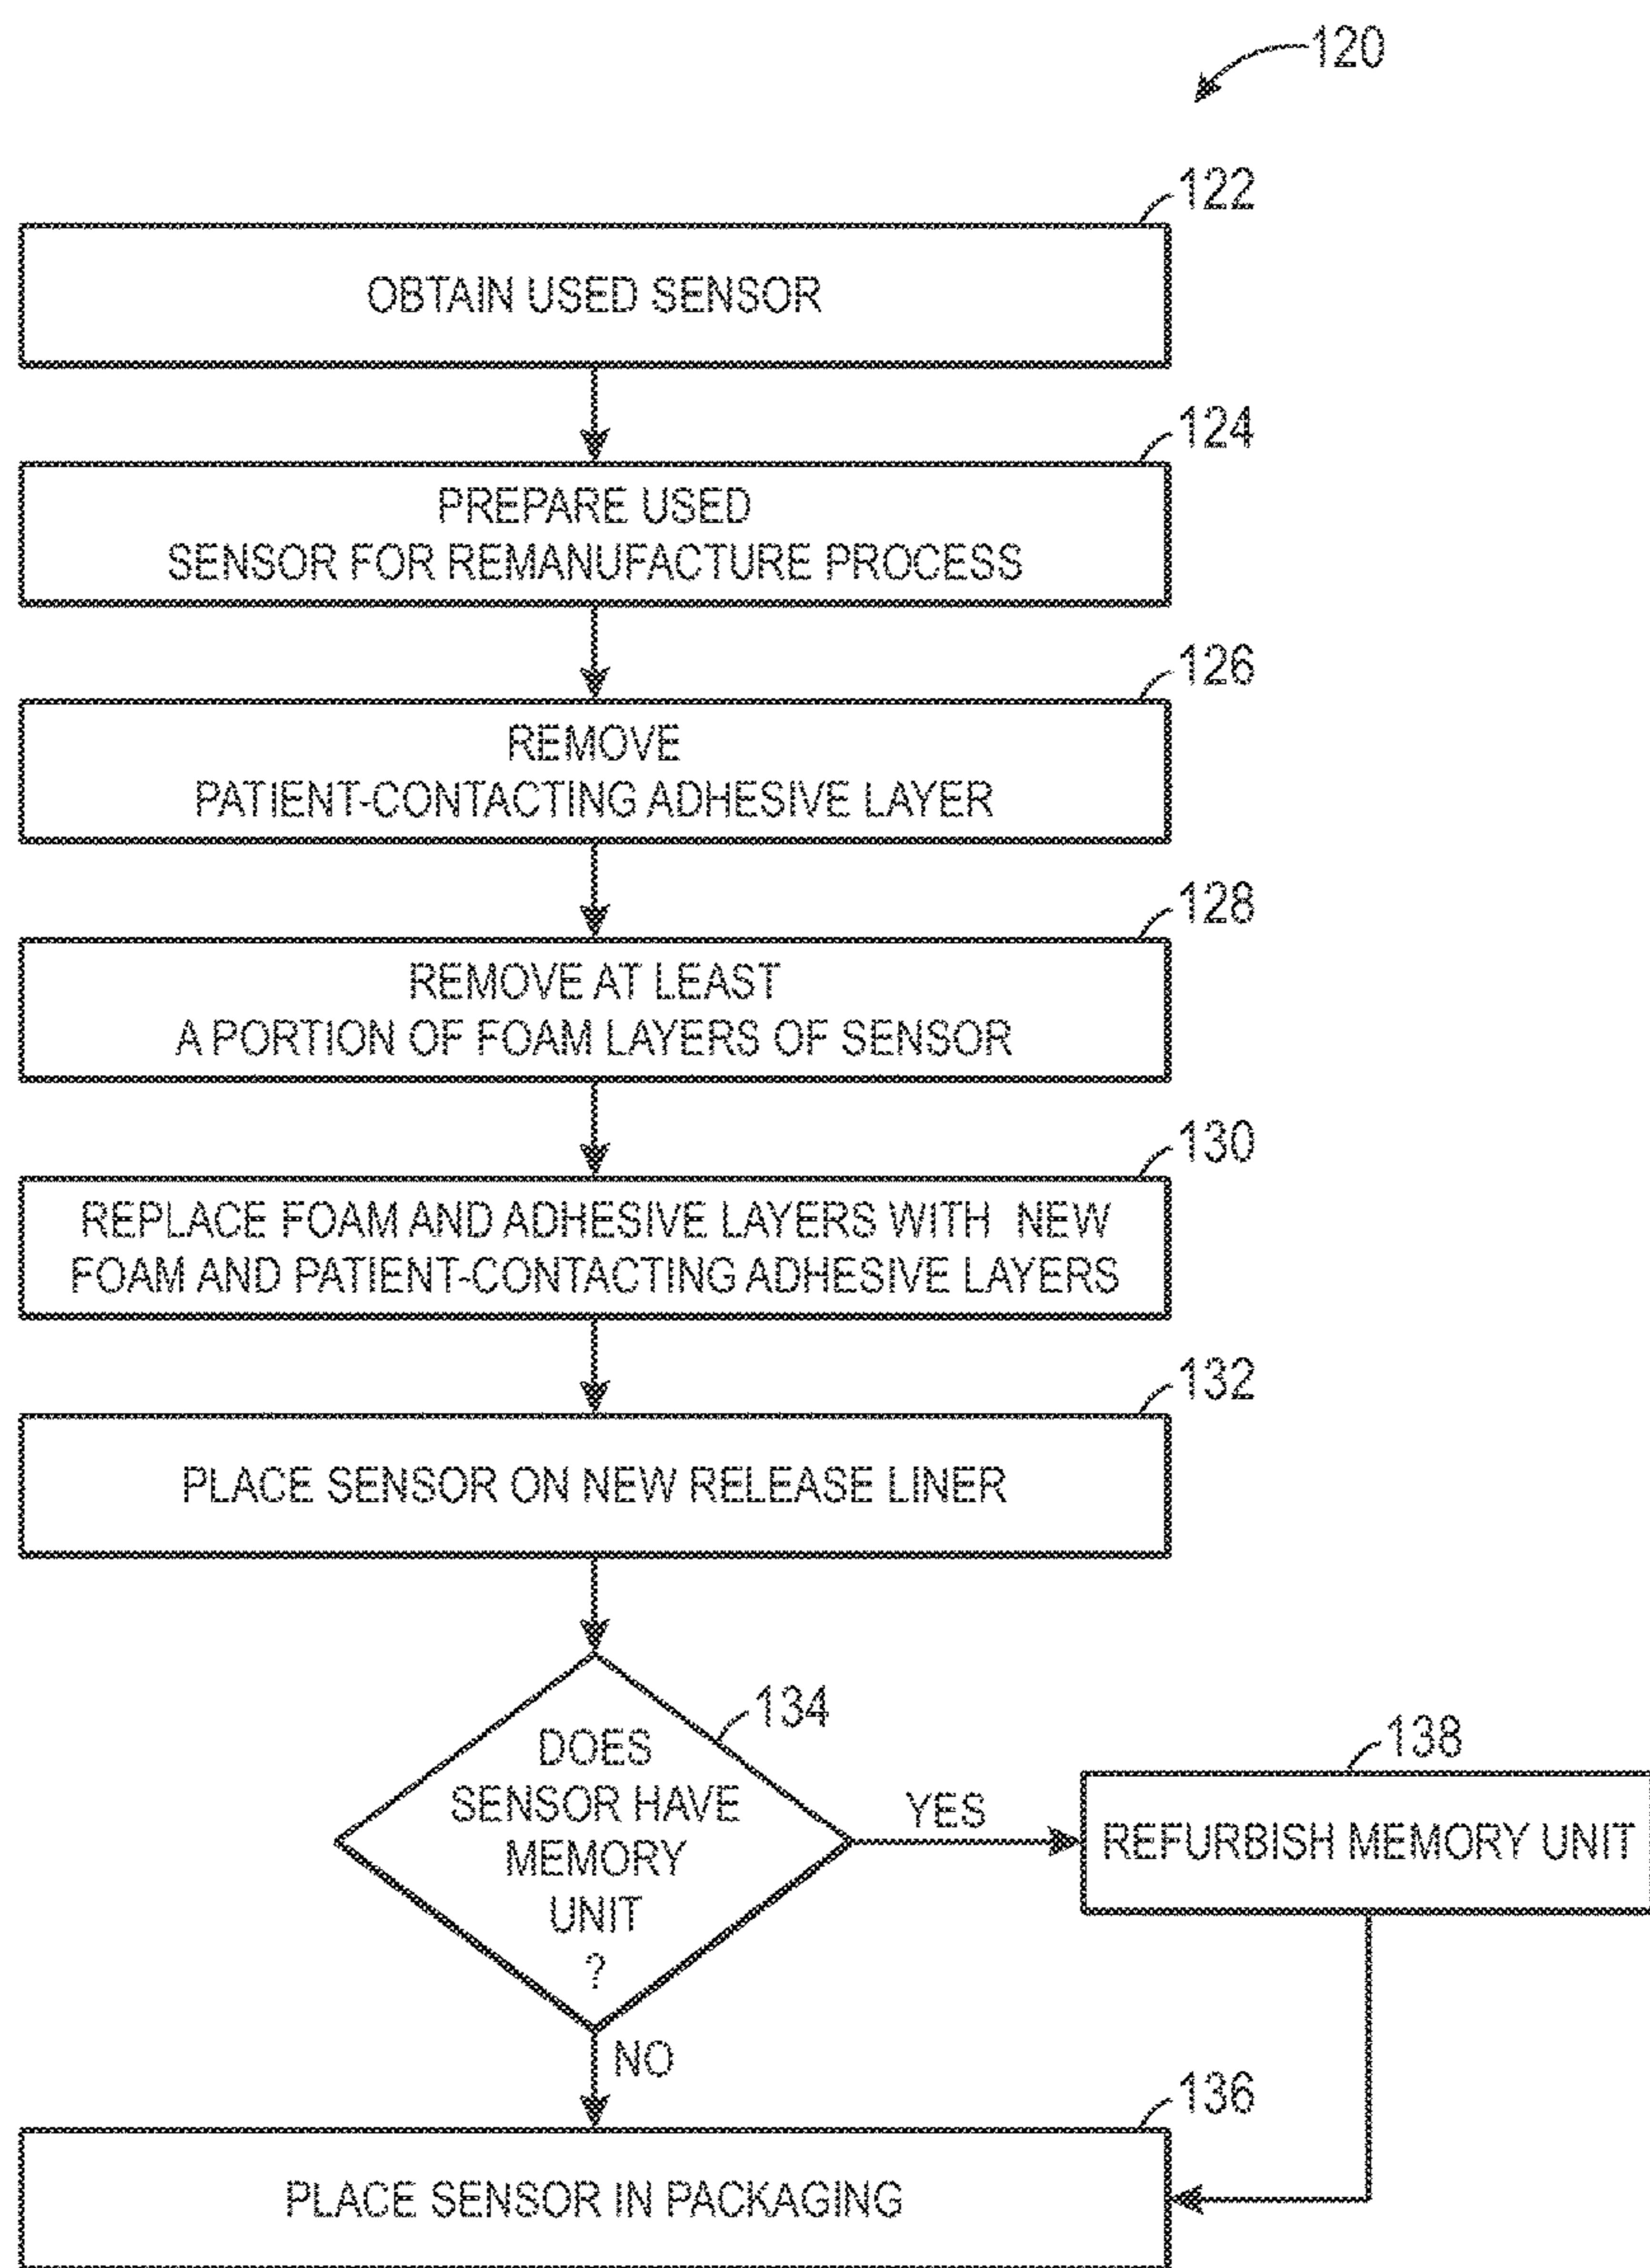 120
122
OBTAIN USED SENSOR
124
PREPARE USED
SENSOR FOR REMANUFACTURE PROCESS
126
REMOVE
PATIENT-CONTACTING ADHESIVE LAYER
128
REMOVE AT LEAST
A PORTION OF FOAM LAYERS OF SENSOR
130
REPLACE FOAM AND ADHESIVE LAYERS WITH NEW
FOAM AND PATIENT-CONTACTING ADHESIVE LAYERS
132
PLACE SENSOR ON NEW RELEASE LINER
134
DOES
SENSOR HAVE
MEMORY
UNIT
?
YES
138
REFURBISH MEMORY UNIT
NO
136
PLACE SENSOR IN PACKAGING